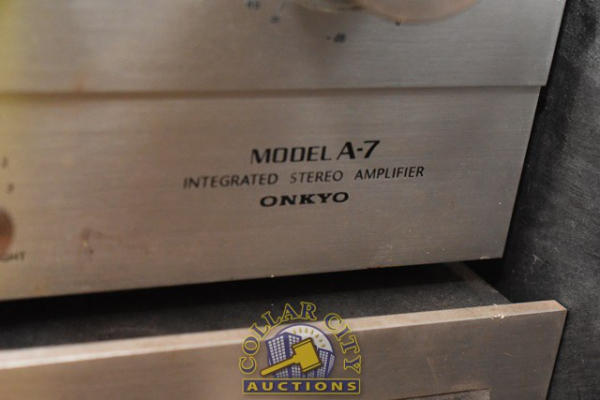 MODEL A-7
INTEGRATED STEREO AMPLIFIER
ONKYO
COLLAR CITY
AUCTIONS